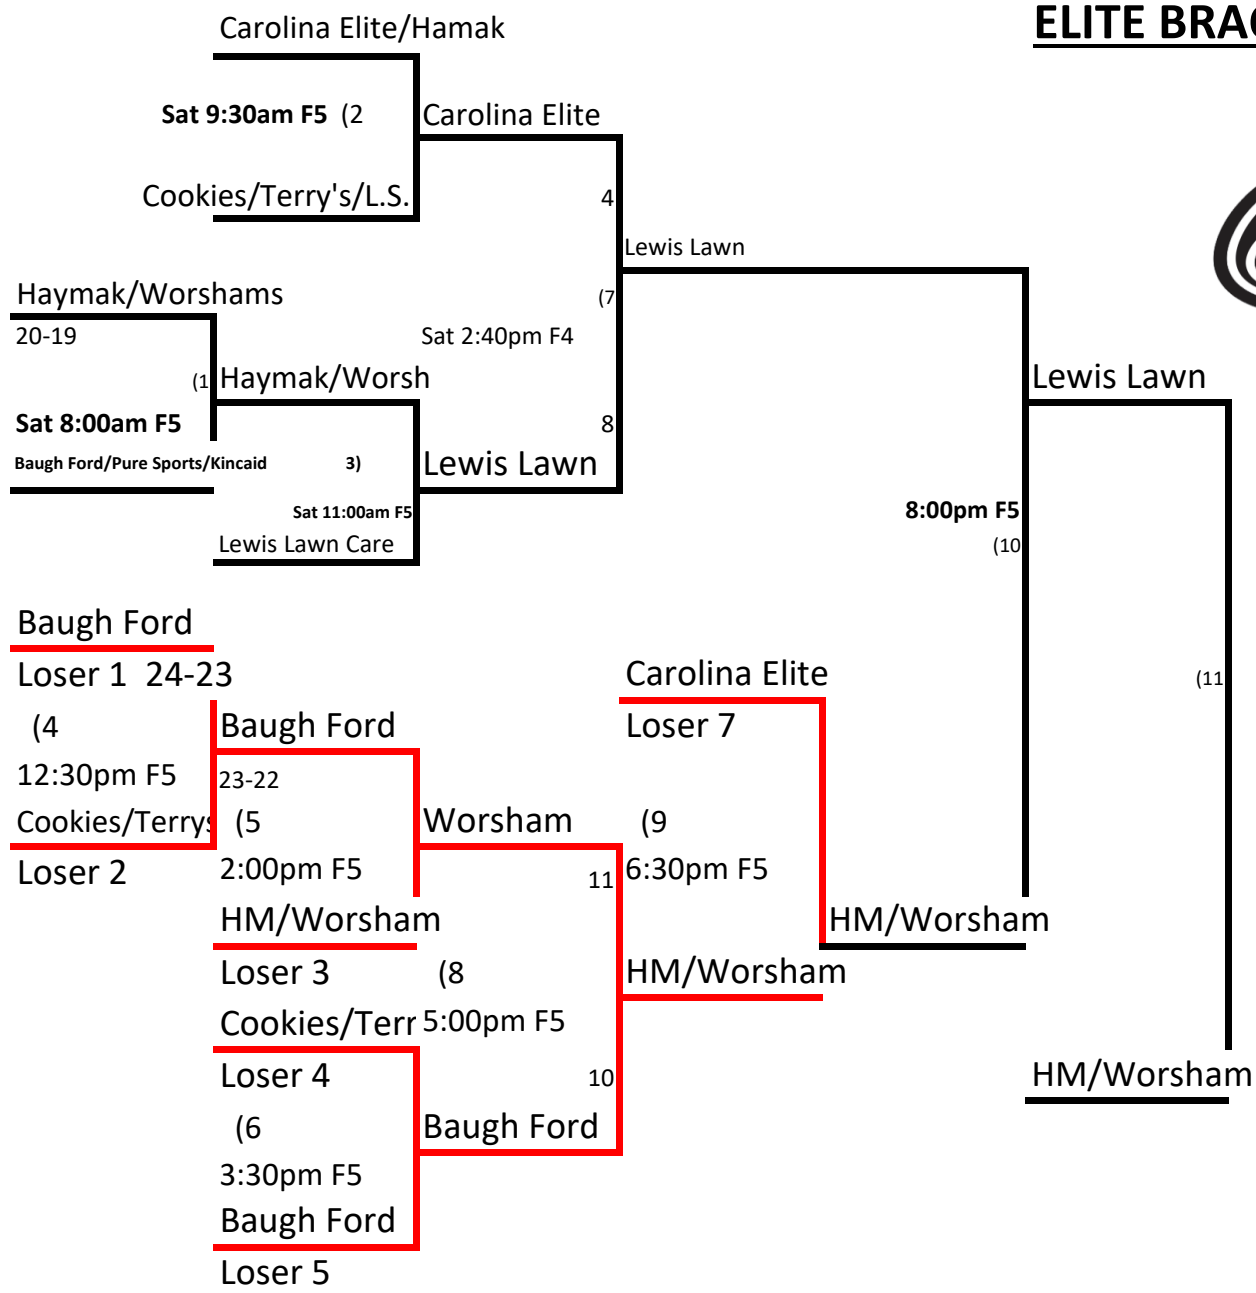 Carolina Elite/Hamak
ELITE BRAC
Sat 9:30am F5 (2
Carolina Elite
Cookies/Terry's/L.S.
4
Lewis Lawn
Haymak/Worshams
(7
20-19
Sat 2:40pm F4
(1
Haymak/Worsh
Lewis Lawn
Sat 8:00am F5
8
Baugh Ford/Pure Sports/Kincaid
3)
Lewis Lawn
Sat 11:00am F5
8:00pm F5
Lewis Lawn Care
(10
Baugh Ford
Loser 1 24-23
Carolina Elite
(11
(4
Baugh Ford
Loser 7
12:30pm F5
23-22
Cookies/Terrys
(5
Worsham
(9
Loser 2
2:00pm F5
11
6:30pm F5
HM/Worsham
HM/Worsham
Loser 3
(8
HM/Worsham
Cookies/Terr
5:00pm F5
Loser 4
10
HM/Worsham
(6
Baugh Ford
3:30pm F5
Baugh Ford
Loser 5